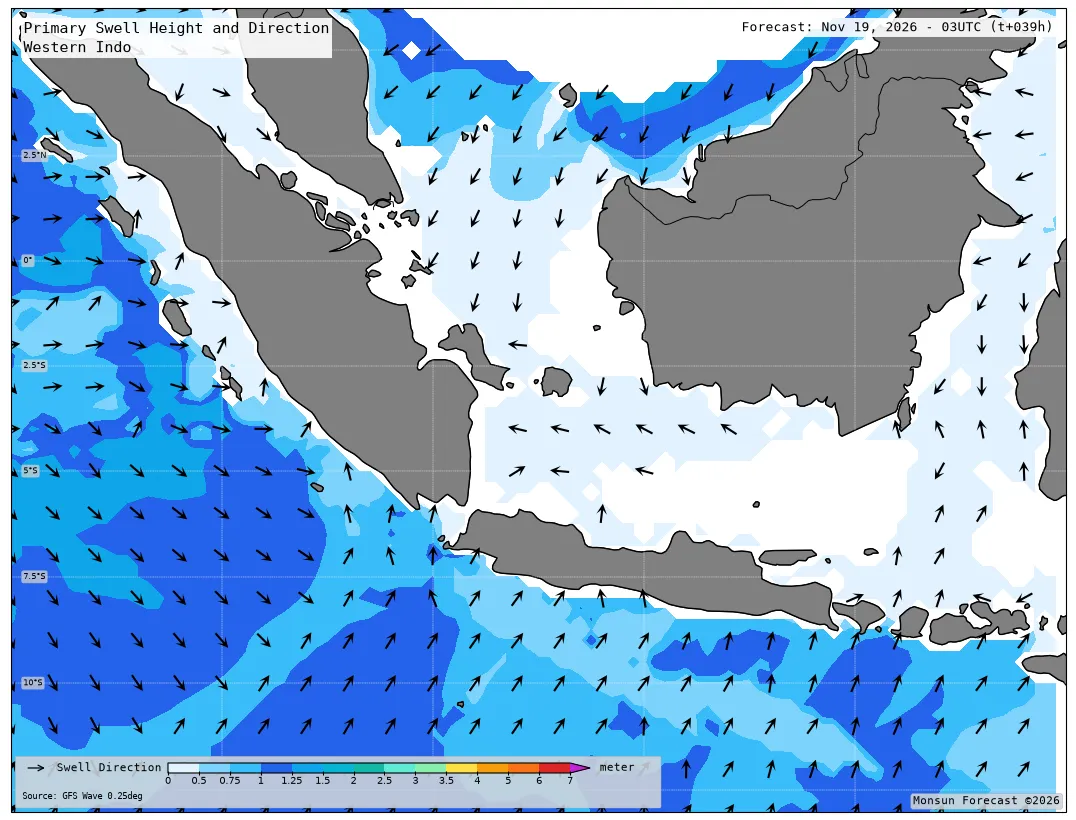 Primary Swell Height and Direction
Western Indo
Forecast: Nov 19, 2026 - 03UTC (t+039h)
2.5°N
0°
2.5°S
5°S
7.5°S
10°S
Swell Direction
0 0.5 0.75 1 1.25 1.5 2 2.5 3 3.5 4 5 6 7
meter
Source: GFS Wave 0.25deg
Monsun Forecast ©2026